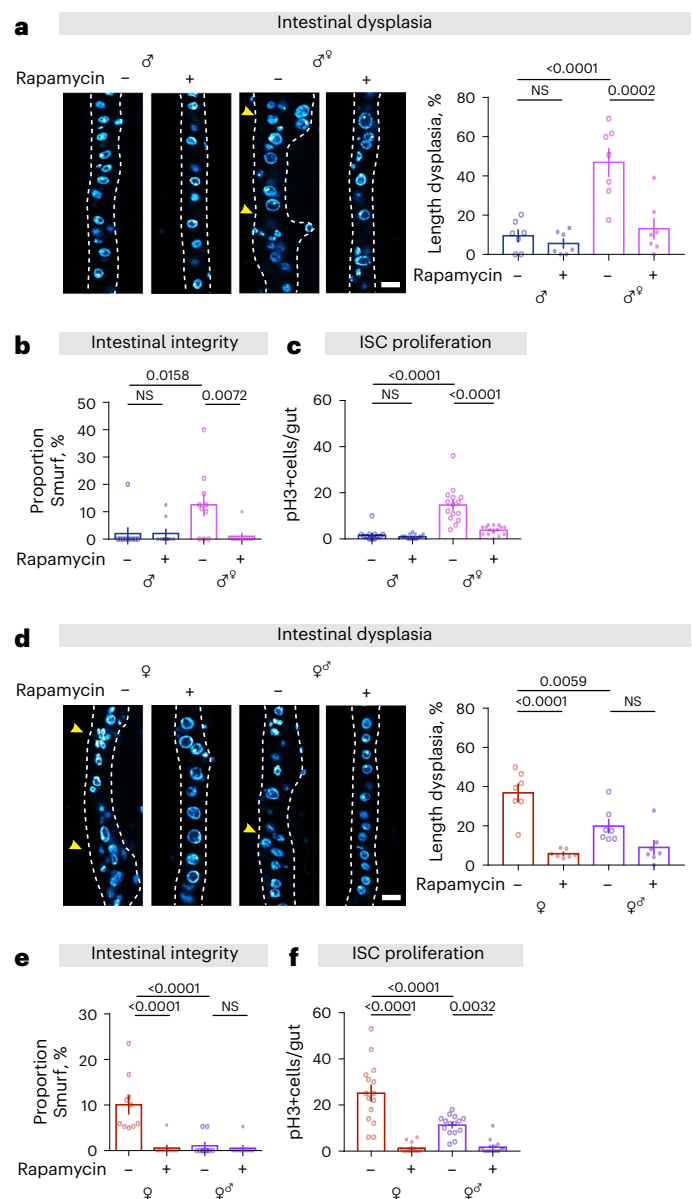 a
Intestinal dysplasia
♂ ♂♀
Rapamycin − + − +
<0.0001
NS 0.0002
Length dysplasia, %
80
60
40
20
0
Rapamycin − + − +
♂ ♂♀
b
Intestinal integrity
0.0158
NS 0.0072
Proportion
Smurf, %
50
40
30
20
10
0
Rapamycin − + − +
♂ ♂♀
c
ISC proliferation
<0.0001
NS <0.0001
pH3+cells/gut
60
40
20
0
− + − +
♂ ♂♀
d
Intestinal dysplasia
♀ ♀♂
Rapamycin − + − +
0.0059
<0.0001 NS
Length dysplasia, %
80
60
40
20
0
Rapamycin − + − +
♀ ♀♂
e
Intestinal integrity
<0.0001
<0.0001 NS
Proportion
Smurf, %
30
20
10
0
Rapamycin − + − +
♀ ♀♂
f
ISC proliferation
<0.0001
<0.0001 0.0032
pH3+cells/gut
60
40
20
0
− + − +
♀ ♀♂